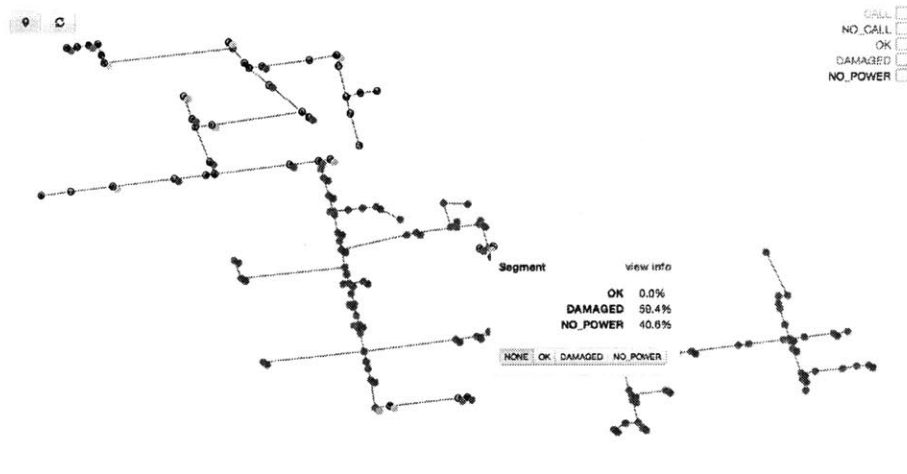 CALL
NO_CALL
OK
DAMAGED
NO_POWER
Segment view info
OK 0.0%
DAMAGED 59.4%
NO_POWER 40.6%
NONE OK DAMAGED NO_POWER